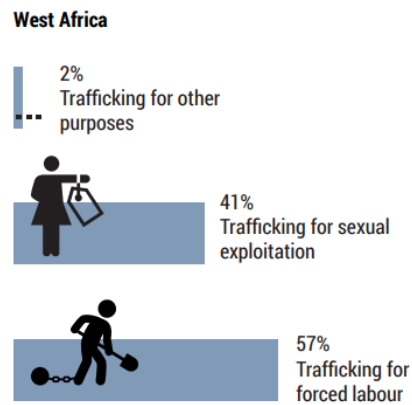 West Africa
2%
Trafficking for other
purposes
41%
Trafficking for sexual
exploitation
57%
Trafficking for
forced labour